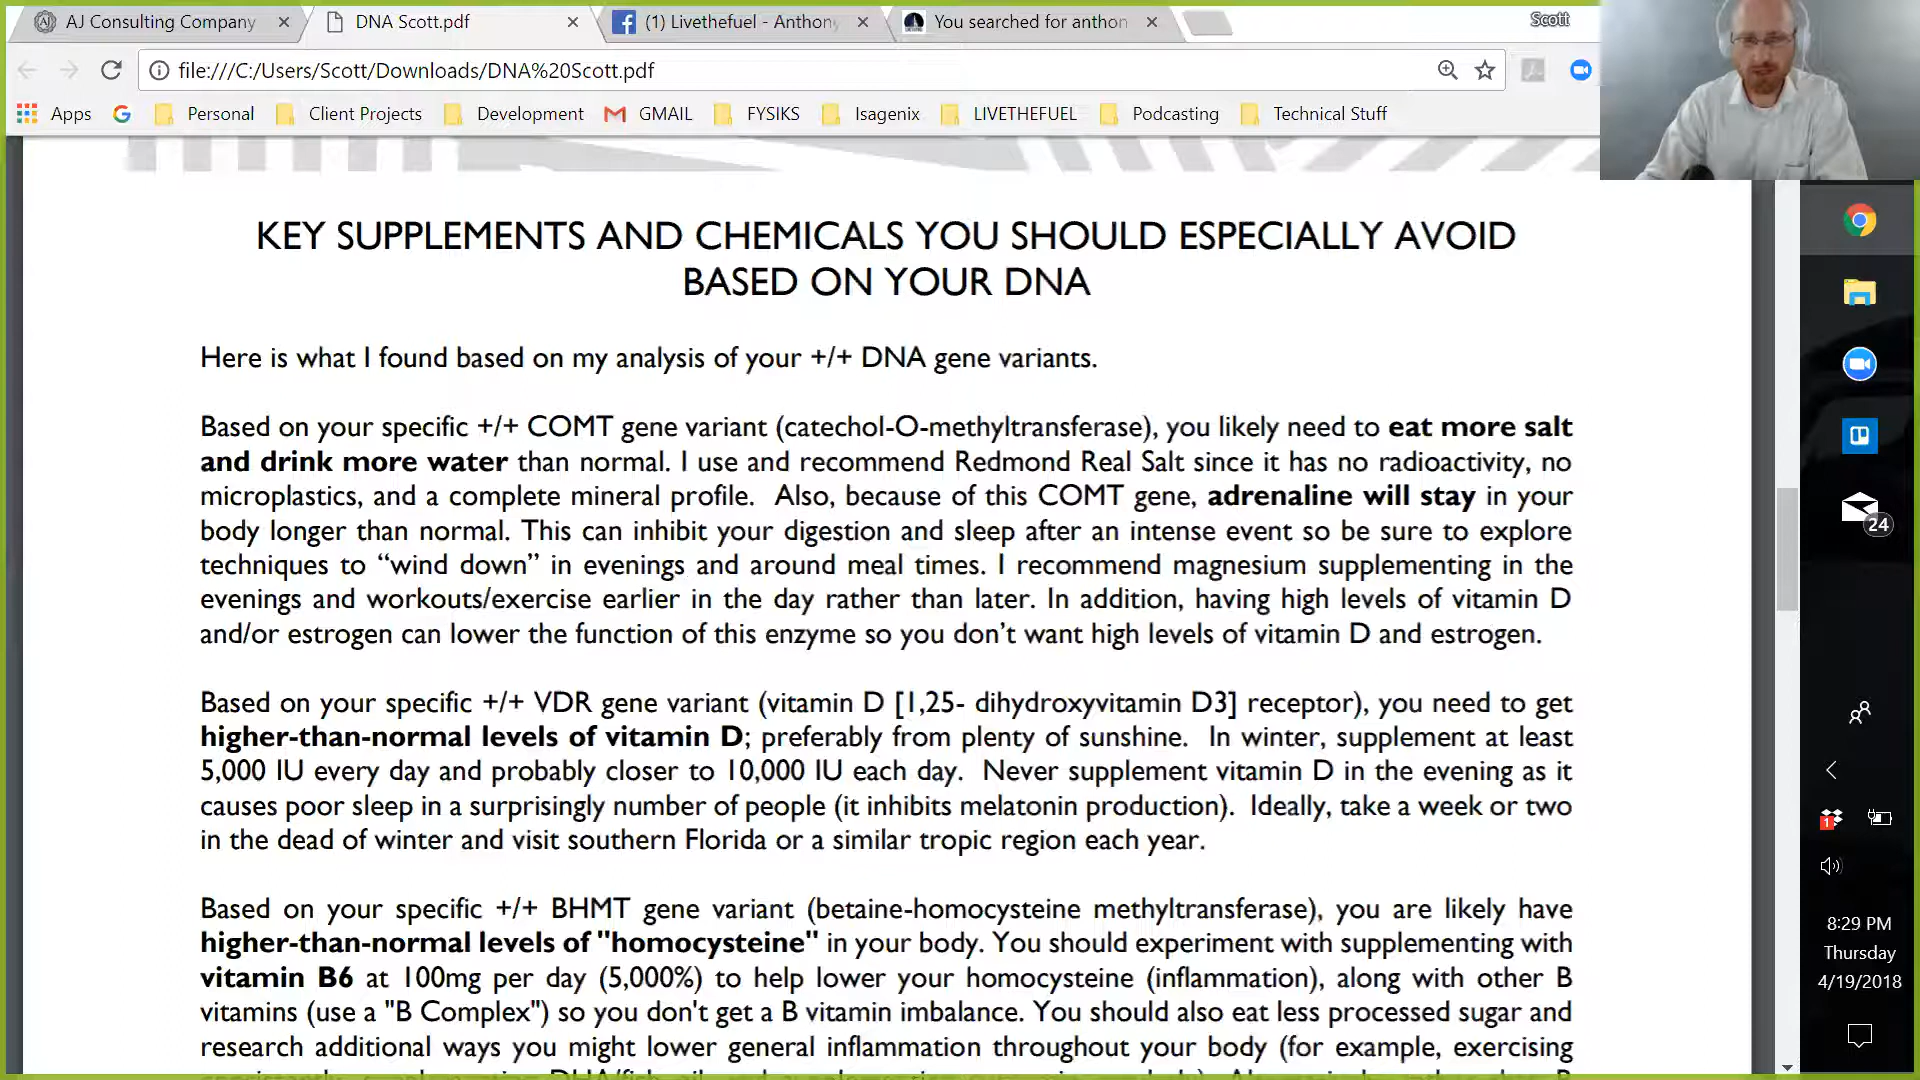 AJ Consulting Company
DNA Scott.pdf
(1) Livethefuel - Anthony
You searched for anthon
Scott
file:///C:/Users/Scott/Downloads/DNA%20Scott.pdf
Apps
Personal
Client Projects
Development
GMAIL
FYSIKS
Isagenix
LIVETHEFUEL
Podcasting
Technical Stuff
KEY SUPPLEMENTS AND CHEMICALS YOU SHOULD ESPECIALLY AVOID
BASED ON YOUR DNA
Here is what I found based on my analysis of your +/+ DNA gene variants.
Based on your specific +/+ COMT gene variant (catechol-O-methyltransferase), you likely need to eat more salt
and drink more water than normal. I use and recommend Redmond Real Salt since it has no radioactivity, no
microplastics, and a complete mineral profile. Also, because of this COMT gene, adrenaline will stay in your
body longer than normal. This can inhibit your digestion and sleep after an intense event so be sure to explore
techniques to “wind down” in evenings and around meal times. I recommend magnesium supplementing in the
evenings and workouts/exercise earlier in the day rather than later. In addition, having high levels of vitamin D
and/or estrogen can lower the function of this enzyme so you don’t want high levels of vitamin D and estrogen.
Based on your specific +/+ VDR gene variant (vitamin D [1,25- dihydroxyvitamin D3] receptor), you need to get
higher-than-normal levels of vitamin D; preferably from plenty of sunshine. In winter, supplement at least
5,000 IU every day and probably closer to 10,000 IU each day. Never supplement vitamin D in the evening as it
causes poor sleep in a surprisingly number of people (it inhibits melatonin production). Ideally, take a week or two
in the dead of winter and visit southern Florida or a similar tropic region each year.
Based on your specific +/+ BHMT gene variant (betaine-homocysteine methyltransferase), you are likely have
higher-than-normal levels of "homocysteine" in your body. You should experiment with supplementing with
vitamin B6 at 100mg per day (5,000%) to help lower your homocysteine (inflammation), along with other B
vitamins (use a "B Complex") so you don't get a B vitamin imbalance. You should also eat less processed sugar and
research additional ways you might lower general inflammation throughout your body (for example, exercising
24
1
8:29 PM
Thursday
4/19/2018